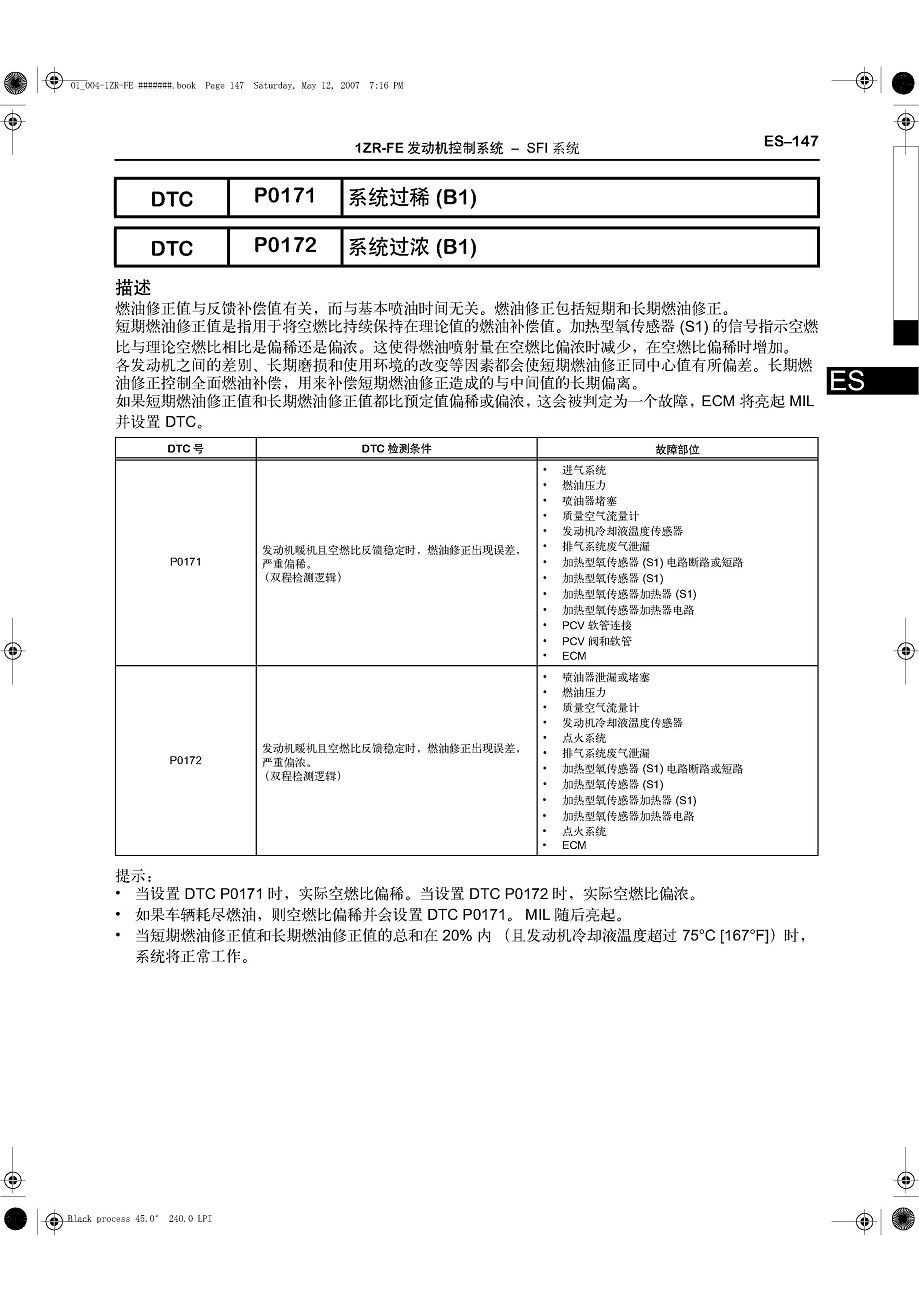 01_004-1ZR-FE #######.book Page 147 Saturday, May 12, 2007 7:16 PM
1ZR-FE 发动机控制系统 – SFI 系统
ES–147
DTC P0171 系统过稀 (B1)
DTC P0172 系统过浓 (B1)
描述
燃油修正值与反馈补偿值有关，而与基本喷油时间无关。燃油修正包括短期和长期燃油修正。
短期燃油修正值是指用于将空燃比持续保持在理论值的燃油补偿值。加热型氧传感器 (S1) 的信号指示空燃
比与理论空燃比相比是偏稀还是偏浓。这使得燃油喷射量在空燃比偏浓时减少，在空燃比偏稀时增加。
各发动机之间的差别、长期磨损和使用环境的改变等因素都会使短期燃油修正同中心值有所偏差。长期燃
油修正控制全面燃油补偿，用来补偿短期燃油修正造成的与中间值的长期偏离。
如果短期燃油修正值和长期燃油修正值都比预定值偏稀或偏浓，这会被判定为一个故障，ECM 将亮起 MIL
并设置 DTC。
ES
DTC 号 DTC 检测条件 故障部位
P0171
发动机暖机且空燃比反馈稳定时，燃油修正出现误差，
严重偏稀。
（双程检测逻辑）
• 进气系统
• 燃油压力
• 喷油器堵塞
• 质量空气流量计
• 发动机冷却液温度传感器
• 排气系统废气泄漏
• 加热型氧传感器 (S1) 电路断路或短路
• 加热型氧传感器 (S1)
• 加热型氧传感器加热器 (S1)
• 加热型氧传感器加热器电路
• PCV 软管连接
• PCV 阀和软管
• ECM
P0172
发动机暖机且空燃比反馈稳定时，燃油修正出现误差，
严重偏浓。
（双程检测逻辑）
• 喷油器泄漏或堵塞
• 燃油压力
• 质量空气流量计
• 发动机冷却液温度传感器
• 点火系统
• 排气系统废气泄漏
• 加热型氧传感器 (S1) 电路断路或短路
• 加热型氧传感器 (S1)
• 加热型氧传感器加热器 (S1)
• 加热型氧传感器加热器电路
• 点火系统
• ECM
提示：
• 当设置 DTC P0171 时，实际空燃比偏稀。当设置 DTC P0172 时，实际空燃比偏浓。
• 如果车辆耗尽燃油，则空燃比偏稀并会设置 DTC P0171。 MIL 随后亮起。
• 当短期燃油修正值和长期燃油修正值的总和在 20% 内 （且发动机冷却液温度超过 75°C [167°F]）时，
系统将正常工作。
Black process 45.0° 240.0 LPI